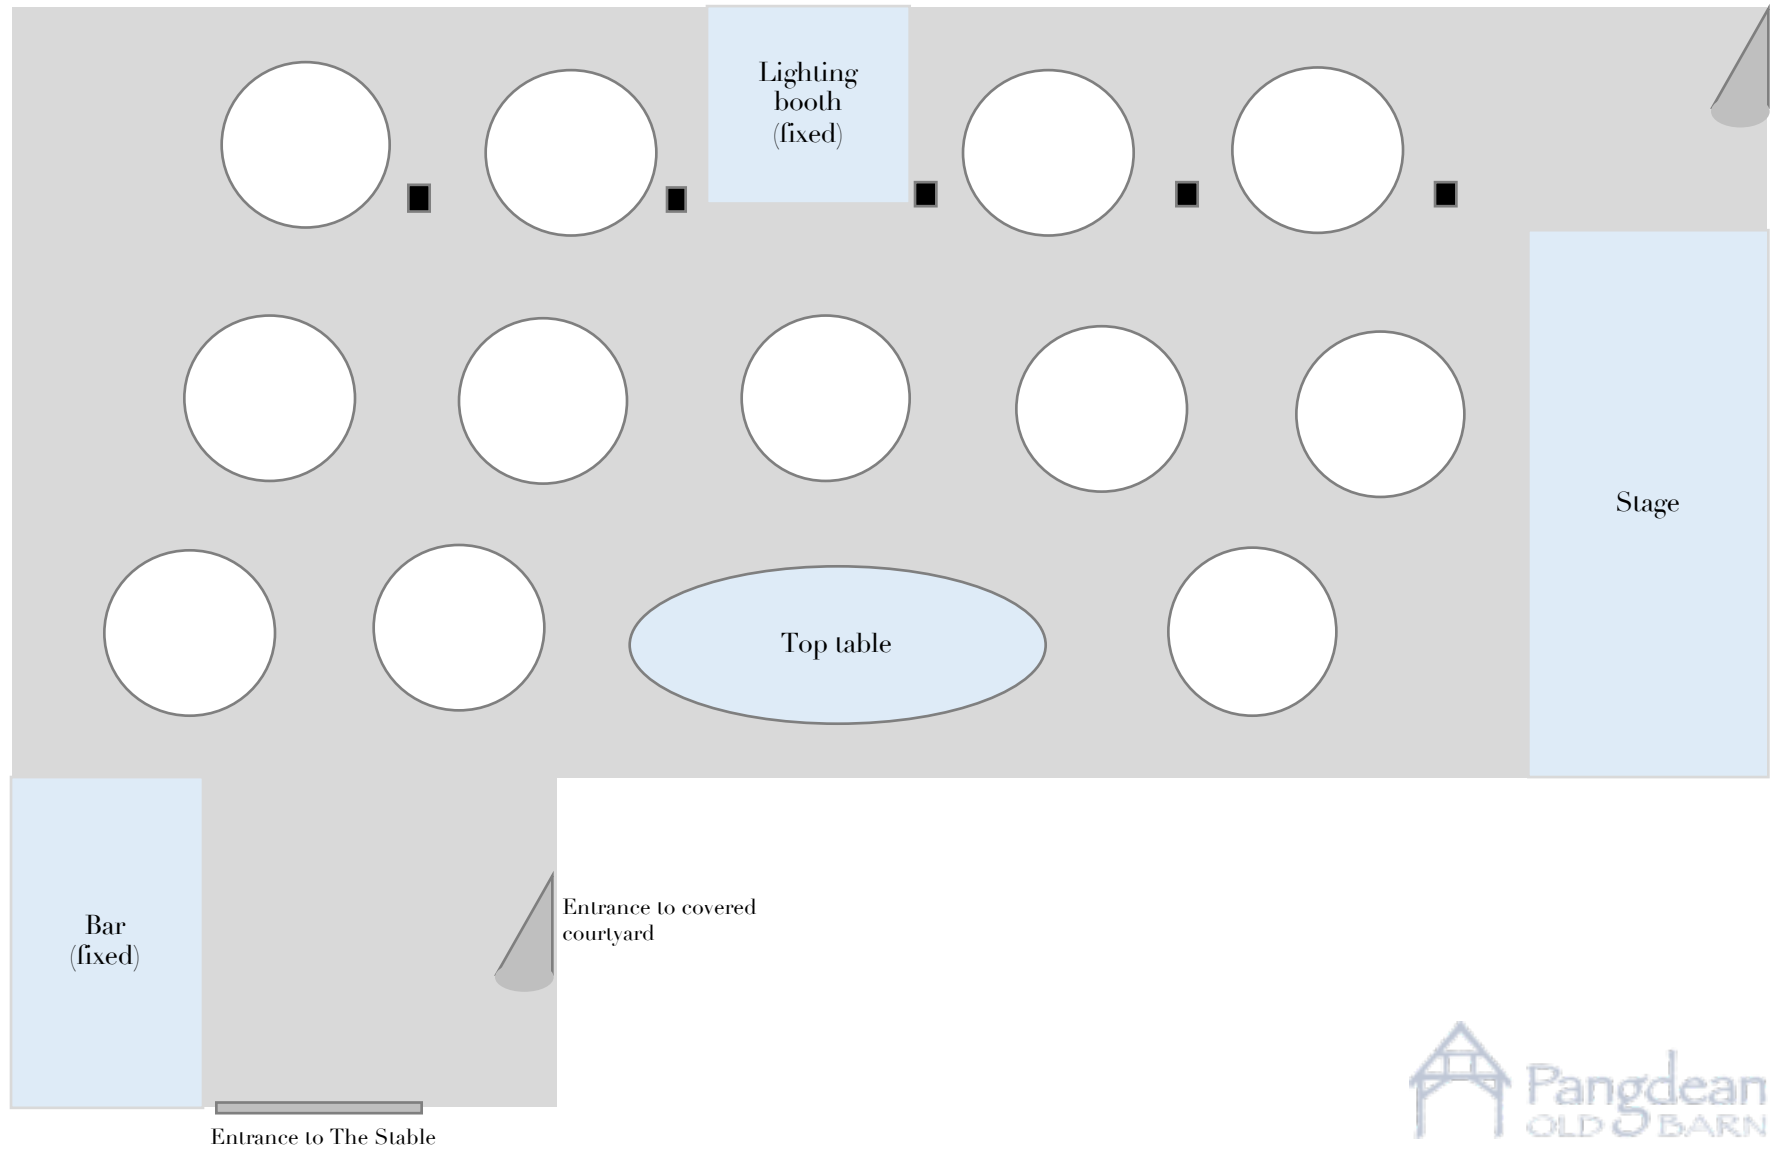 Lighting
booth
(fixed)
Stage
Top table
Bar
(fixed)
Entrance to covered
courtyard
Entrance to The Stable
Pangdean
OLD BARN